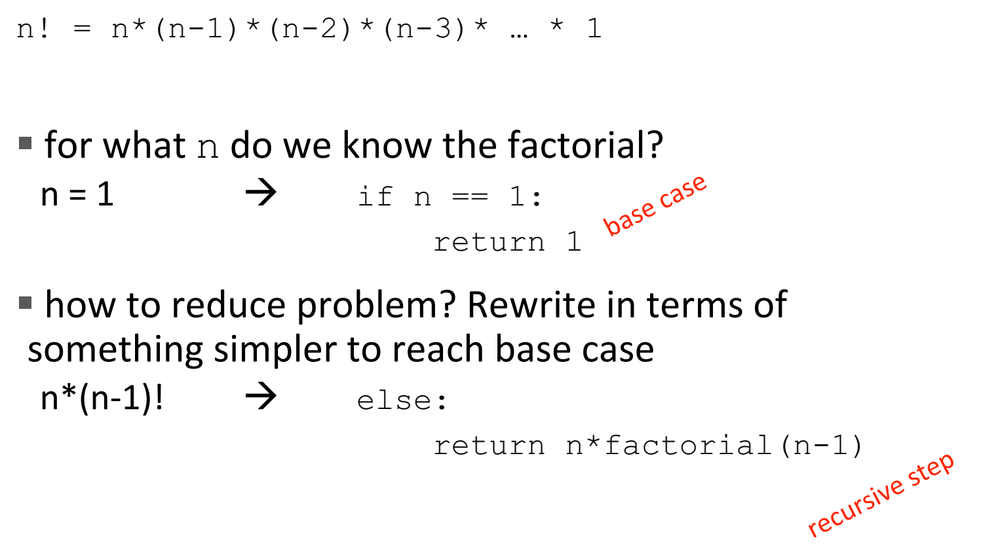 n! = n*(n-1)*(n-2)*(n-3)* … * 1
▪ for what n do we know the factorial?
n = 1 → if n == 1:
base case
return 1
▪ how to reduce problem? Rewrite in terms of
something simpler to reach base case
n*(n-1)! → else:
return n*factorial(n-1)
recursive step